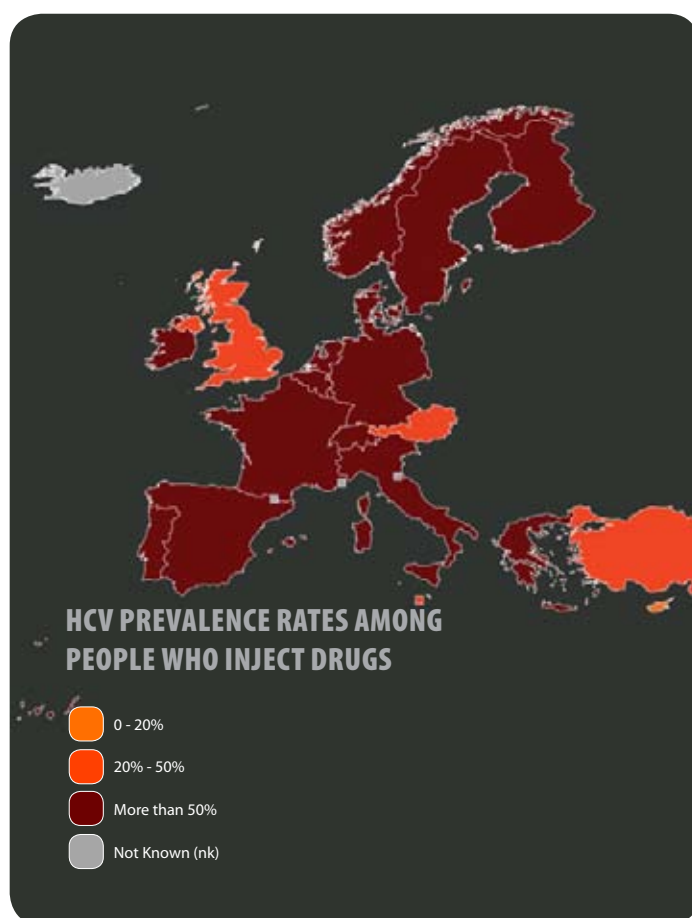 HCV PREVALENCE RATES AMONG
PEOPLE WHO INJECT DRUGS
0 - 20%
20% - 50%
More than 50%
Not Known (nk)